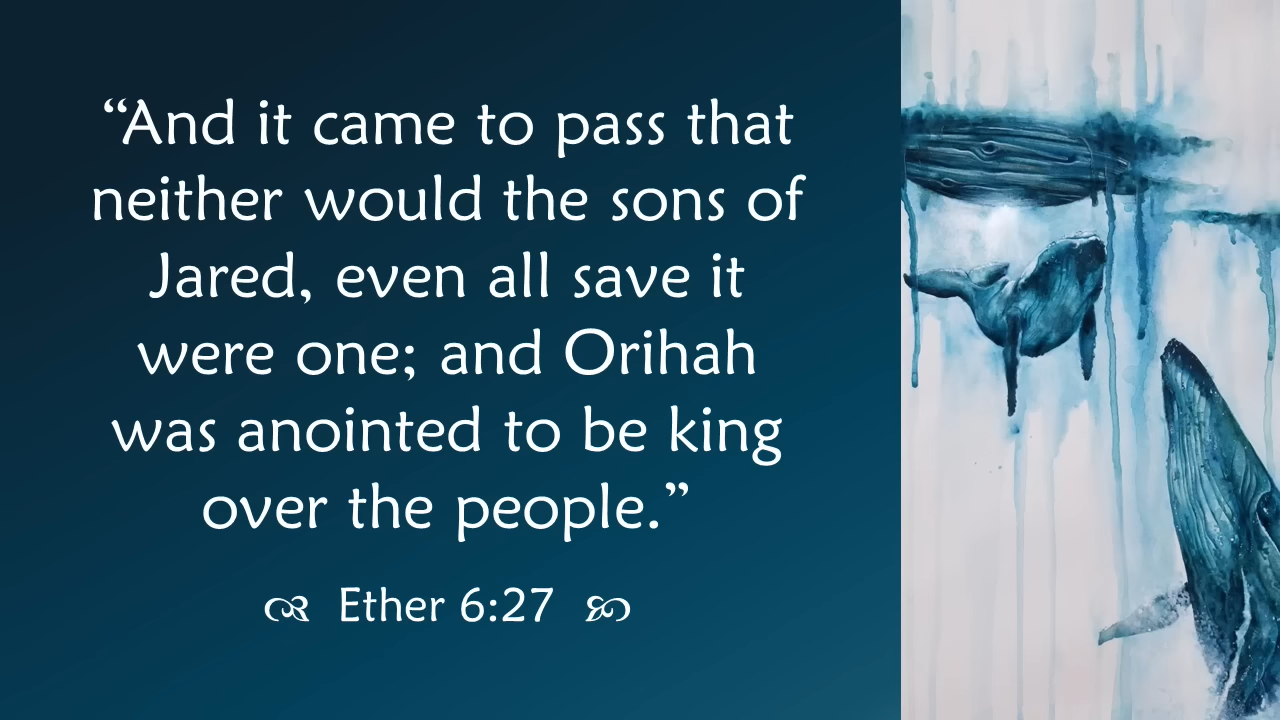 “And it came to pass that
neither would the sons of
Jared, even all save it
were one; and Orihah
was anointed to be king
over the people.”
Ether 6:27